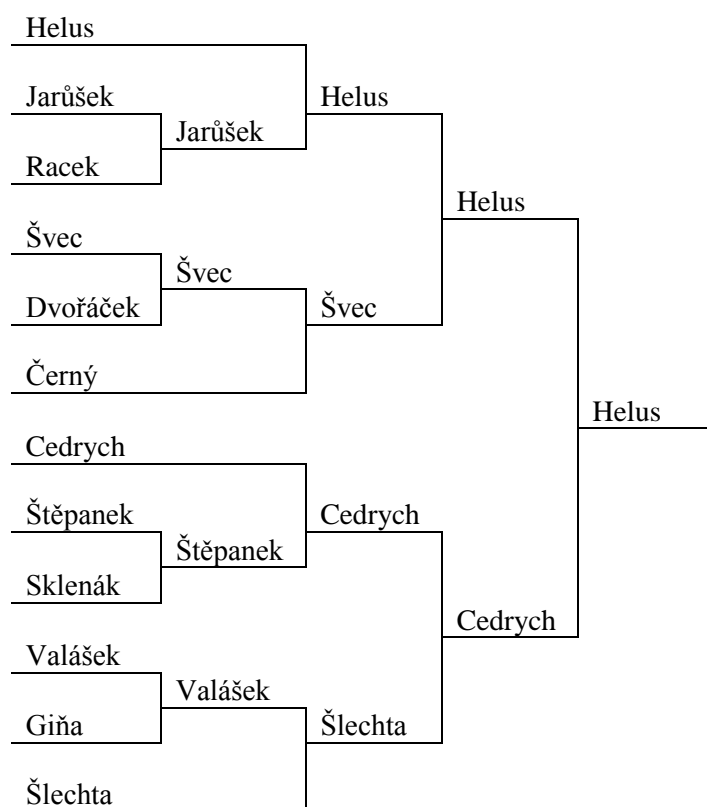 Helus
Jarůšek
Helus
Jarůšek
Racek
Helus
Švec
Švec
Dvořáček
Švec
Černý
Helus
Cedrych
Štěpanek
Cedrych
Štěpanek
Sklenák
Cedrych
Valášek
Valášek
Giňa
Šlechta
Šlechta